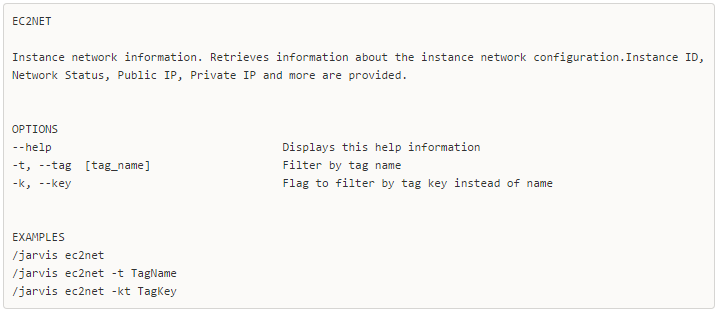 EC2NET
Instance network information. Retrieves information about the instance network configuration.Instance ID,
Network Status, Public IP, Private IP and more are provided.
OPTIONS
--help Displays this help information
-t, --tag [tag_name] Filter by tag name
-k, --key Flag to filter by tag key instead of name
EXAMPLES
/jarvis ec2net
/jarvis ec2net -t TagName
/jarvis ec2net -kt TagKey